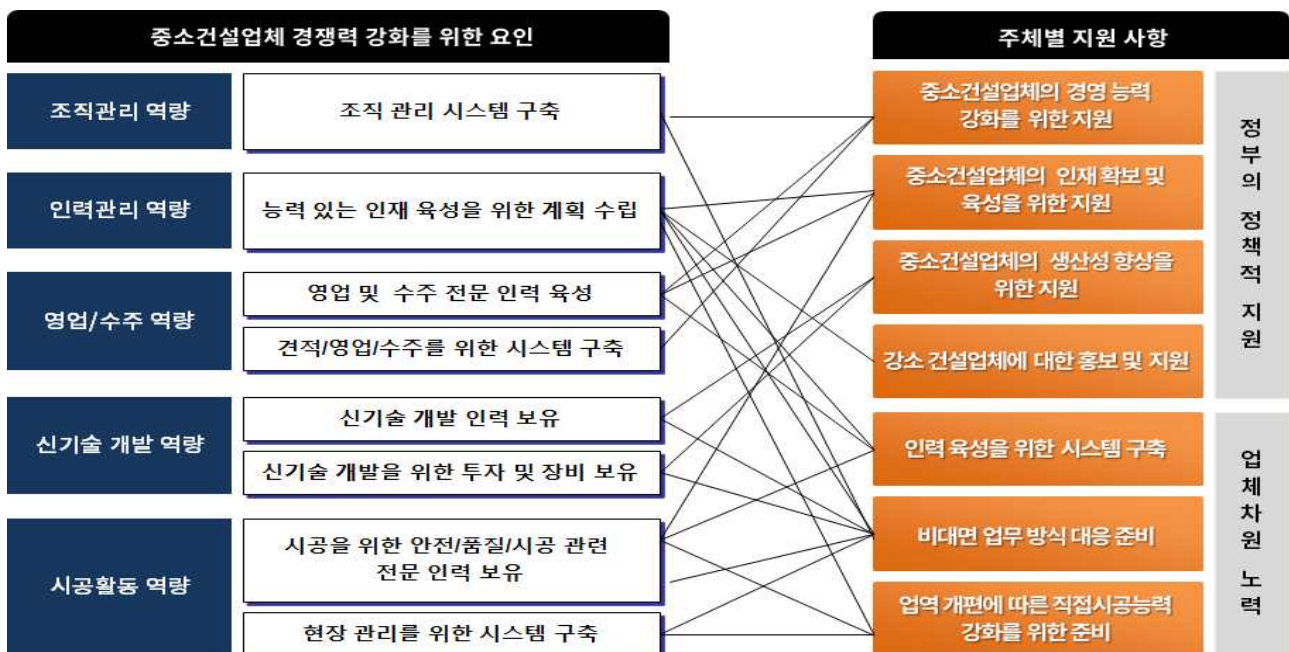 중소건설업체 경쟁력 강화를 위한 요인
조직관리 역량
조직 관리 시스템 구축
인력관리 역량
능력 있는 인재 육성을 위한 계획 수립
영업/수주 역량
영업 및 수주 전문 인력 육성
견적/영업/수주를 위한 시스템 구축
신기술 개발 역량
신기술 개발 인력 보유
신기술 개발을 위한 투자 및 장비 보유
시공활동 역량
시공을 위한 안전/품질/시공 관련
전문 인력 보유
현장 관리를 위한 시스템 구축
주체별 지원 사항
중소건설업체의 경영 능력
강화를 위한 지원
중소건설업체의 인재 확보 및
육성을 위한 지원
중소건설업체의 생산성 향상을
위한 지원
강소 건설업체에 대한 홍보 및 지원
정부의 정책적 지원
인력 육성을 위한 시스템 구축
비대면 업무 방식 대응 준비
업역 개편에 따른 직접시공능력
강화를 위한 준비
업체차원 노력